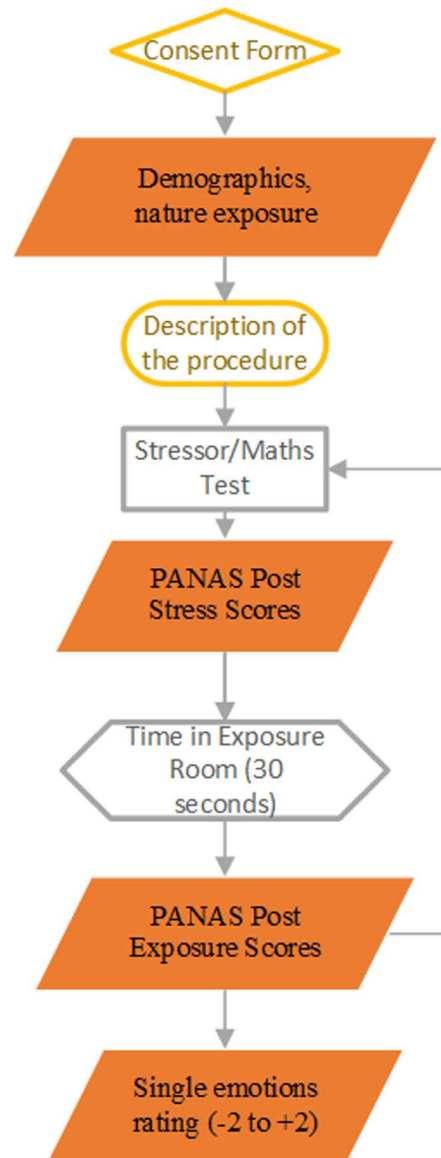 Consent Form
Demographics,
nature exposure
Description of
the procedure
Stressor/Maths
Test
PANAS Post
Stress Scores
Time in Exposure
Room (30
seconds)
PANAS Post
Exposure Scores
Single emotions
rating (-2 to +2)